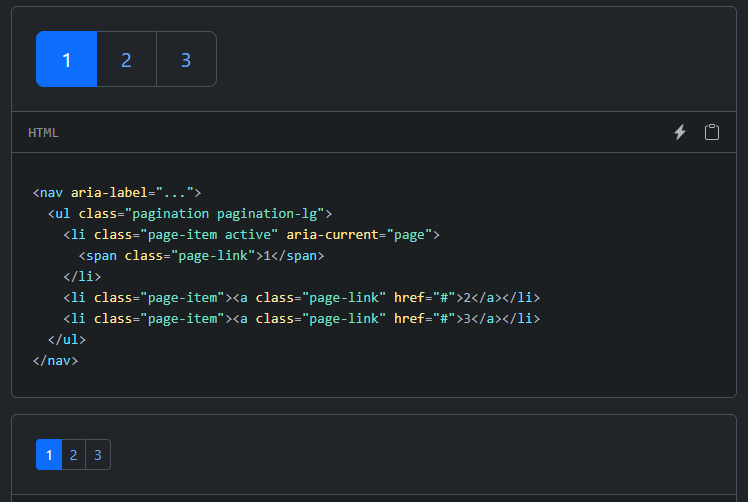 1 2 3
HTML
<nav aria-label="...">
  <ul class="pagination pagination-lg">
    <li class="page-item active" aria-current="page">
      <span class="page-link">1</span>
    </li>
    <li class="page-item"><a class="page-link" href="#">2</a></li>
    <li class="page-item"><a class="page-link" href="#">3</a></li>
  </ul>
</nav>
1 2 3